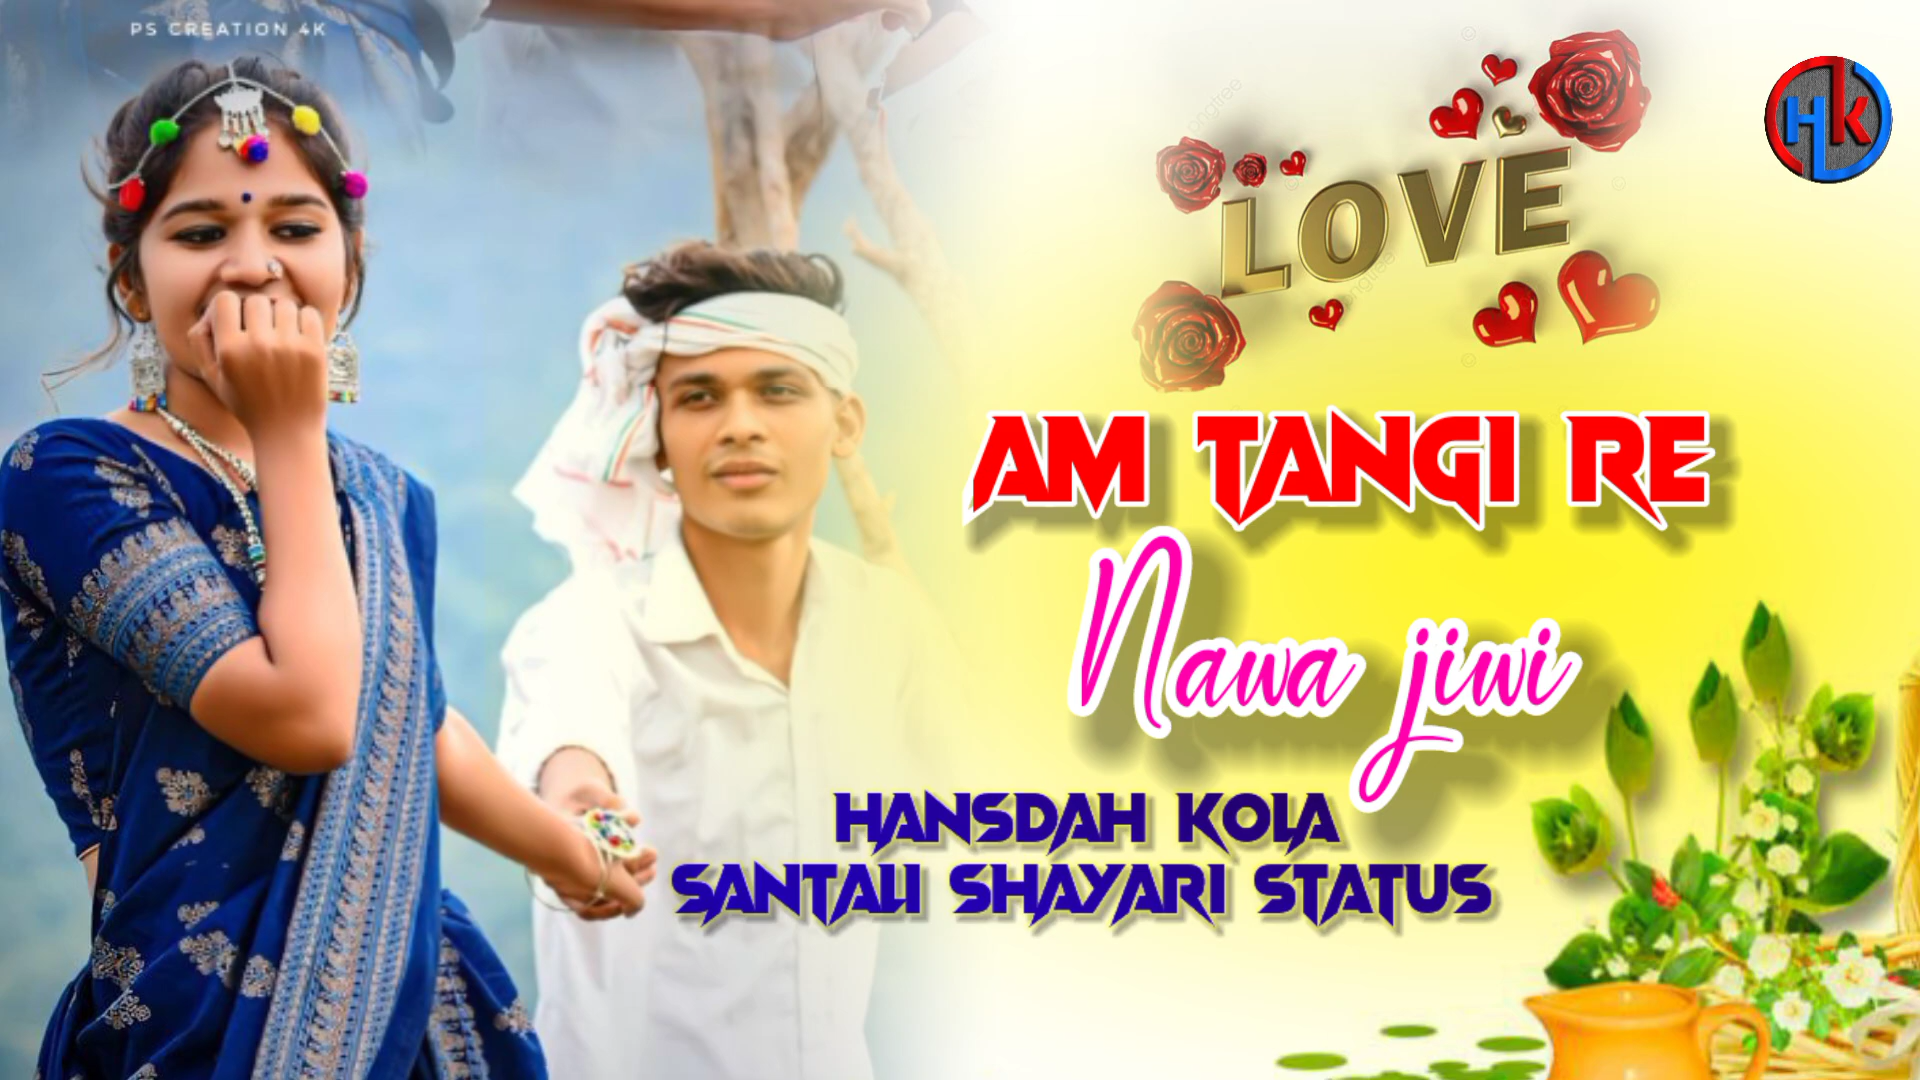 PS CREATION 4K
LOVE
HK
AM TANGI RE
Nawa jiwi
HANSDAH KOLA
SANTALI SHAYARI STATUS